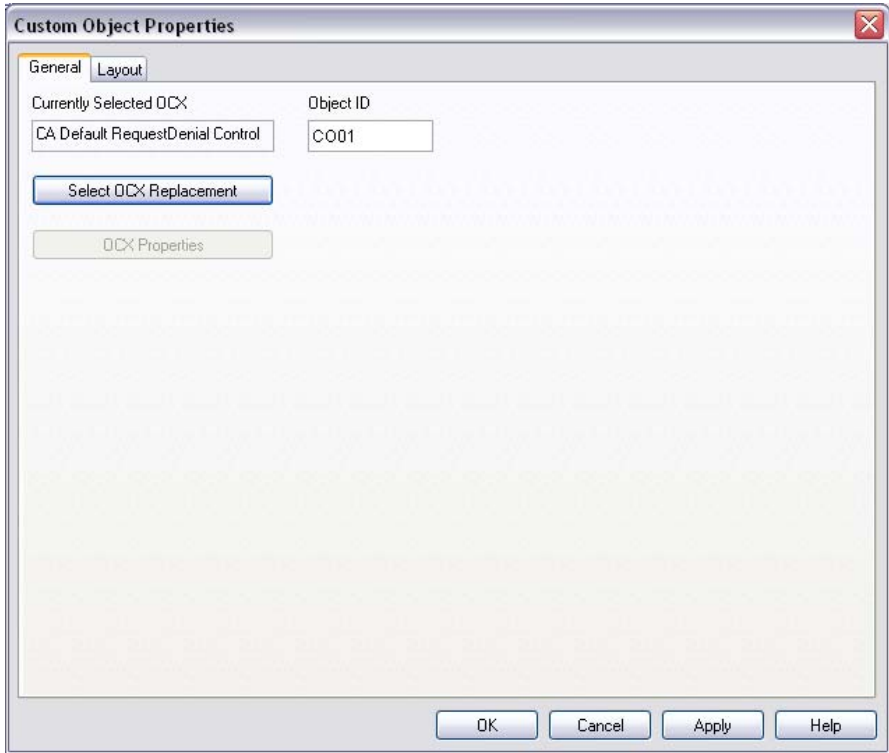 Custom Object Properties
General Layout
Currently Selected OCX Object ID
CA Default RequestDenial Control CO01
Select OCX Replacement
OCX Properties
OK Cancel Apply Help